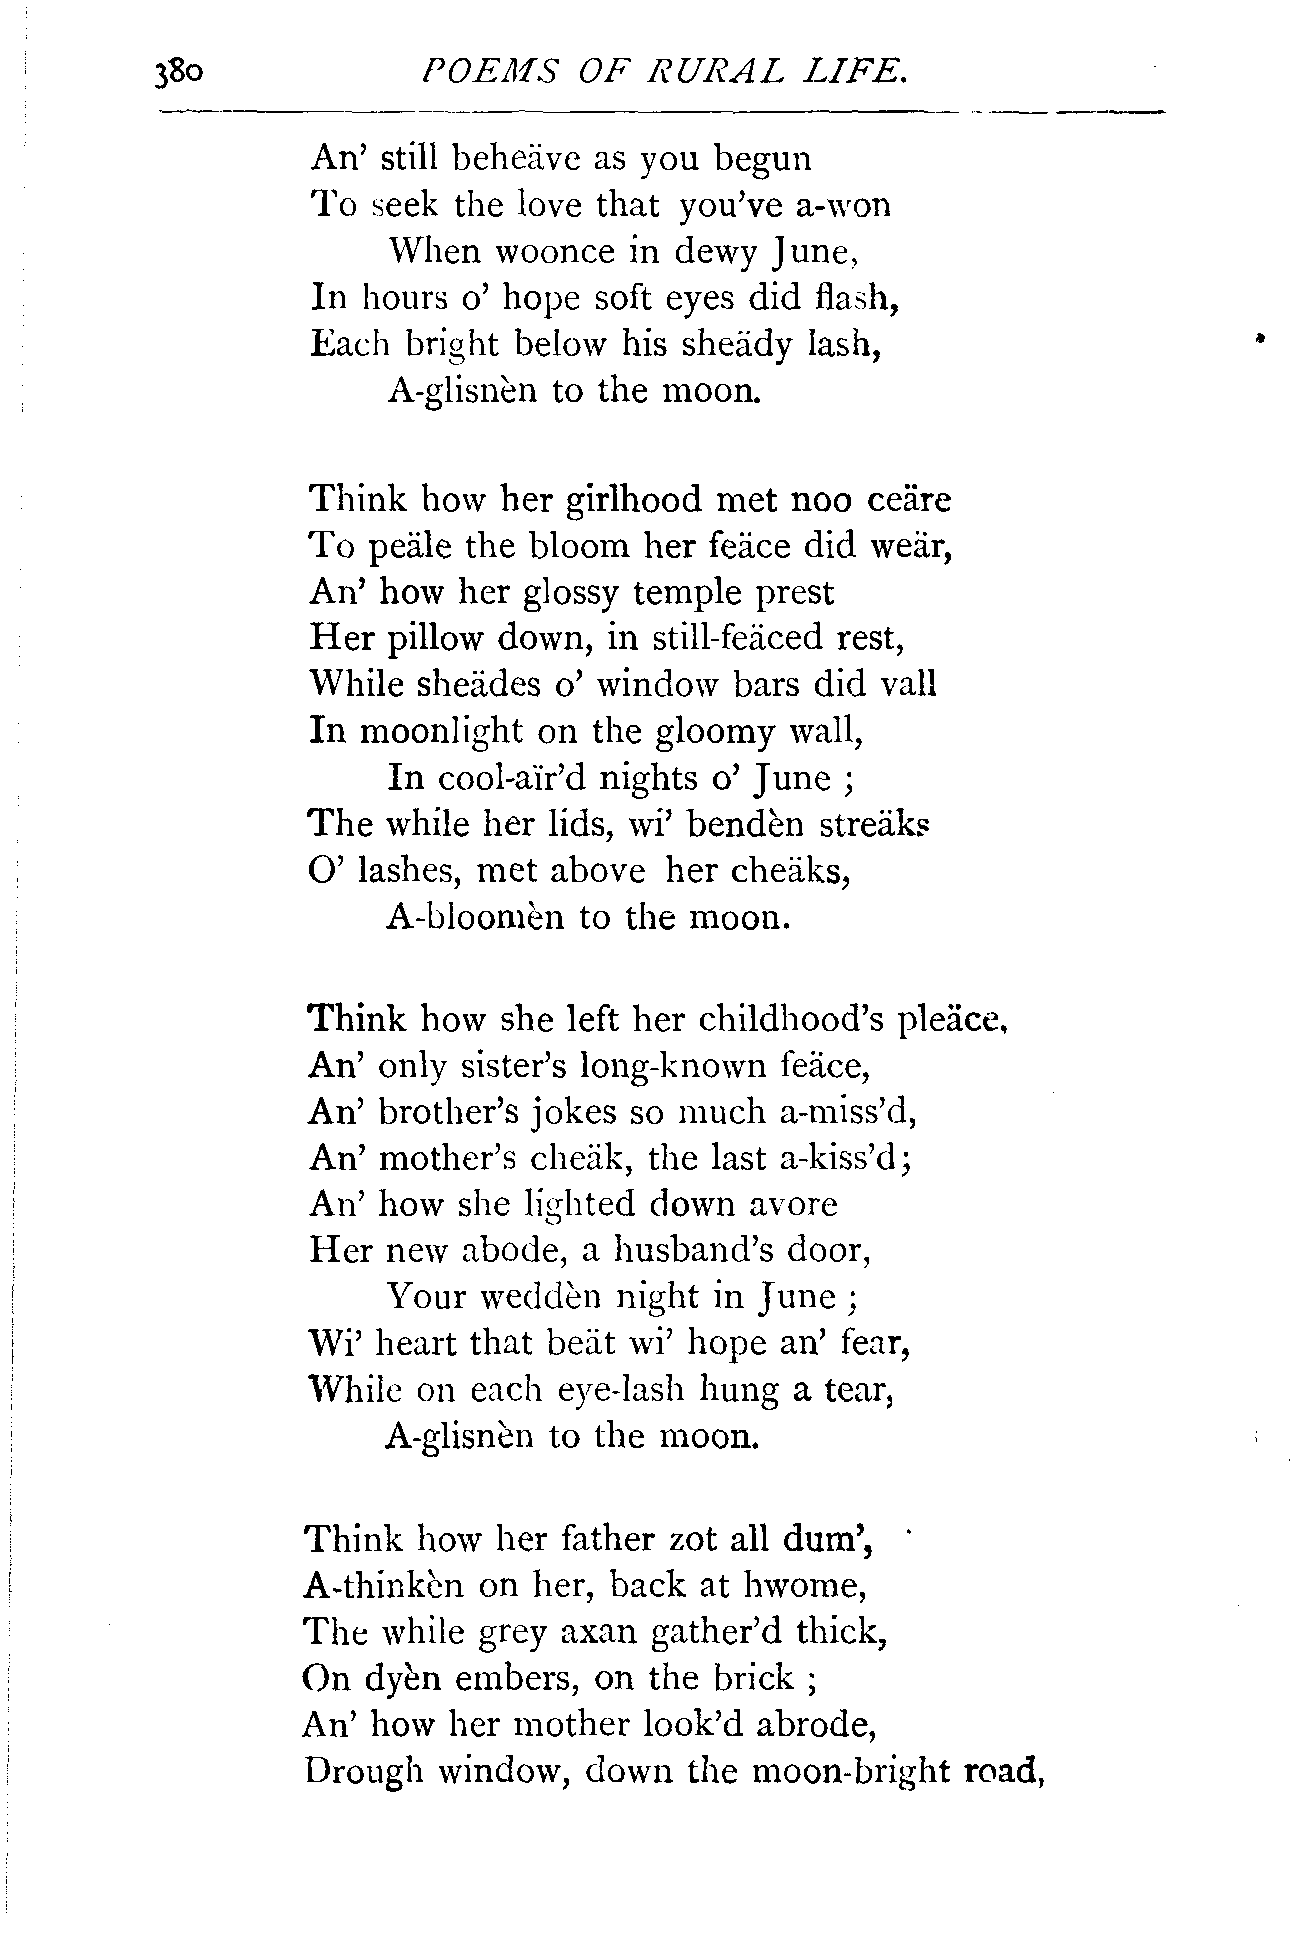 380 POEMS OF RURAL LIFE.
An' still beheäve as you begun
To seek the love that you've a-won
When woonce in dewy June,
In hours o' hope soft eyes did flash,
Each bright below his sheädy lash,
A-glisnèn to the moon.
Think how her girlhood met noo ceäre
To peäle the bloom her feäce did weär,
An' how her glossy temple prest
Her pillow down, in still-feäced rest,
While sheädes o' window bars did vall
In moonlight on the gloomy wall,
In cool-aïr'd nights o' June ;
The while her lids, wi' bendèn streäks
O' lashes, met above her cheäks,
A-bloomèn to the moon.
Think how she left her childhood's pleäce,
An' only sister's long-known feäce,
An' brother's jokes so much a-miss'd,
An' mother's cheäk, the last a-kiss'd;
An' how she lighted down avore
Her new abode, a husband's door,
Your weddèn night in June ;
Wi' heart that beät wi' hope an' fear,
While on each eye-lash hung a tear,
A-glisnèn to the moon.
Think how her father zot all dum',
A-thinkèn on her, back at hwome,
The while grey axan gather'd thick,
On dyèn embers, on the brick ;
An' how her mother look'd abrode,
Drough window, down the moon-bright road,